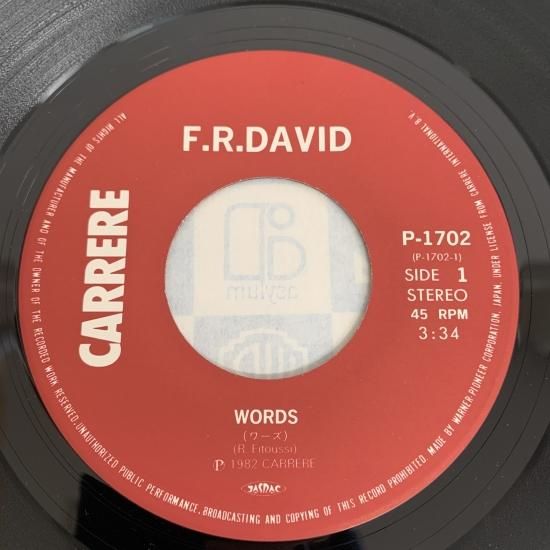 F.R.DAVID
CARRERE
P-1702
(P-1702-1)
SIDE 1
STEREO
45 RPM
3:34
WORDS
(ワーズ)
(R. Fitoussi)
Ⓟ 1982 CARRERE
JASRAC
ALL RIGHTS OF THE MANUFACTURER AND OF THE OWNER OF THE RECORDED WORK RESERVED. UNAUTHORIZED PUBLIC PERFORMANCE, BROADCASTING AND COPYING OF THIS RECORD PROHIBITED. MADE BY WARNER-PIONEER CORPORATION, JAPAN, UNDER LICENSE FROM CARRERE INTERNATIONAL B.V.
asylum